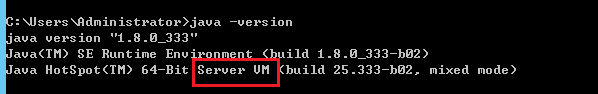 C:\Users\Administrator>java -version
java version "1.8.0_333"
Java(TM) SE Runtime Environment (build 1.8.0_333-b02)
Java HotSpot(TM) 64-Bit Server VM (build 25.333-b02, mixed mode)